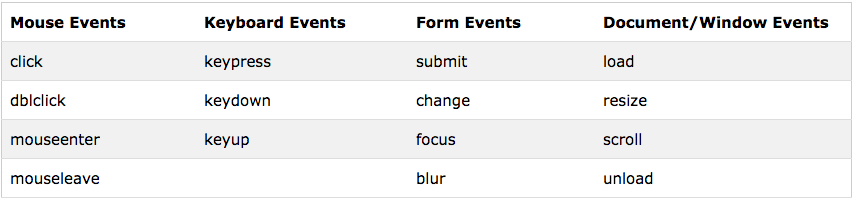 Mouse Events Keyboard Events Form Events Document/Window Events
click keypress submit load
dblclick keydown change resize
mouseenter keyup focus scroll
mouseleave blur unload